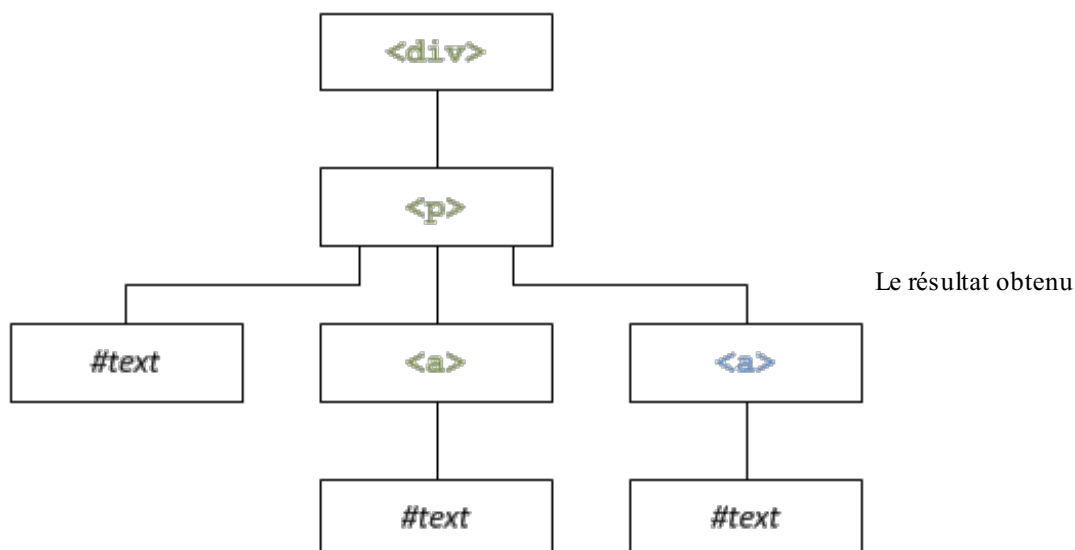 <div>
<p>
Le résultat obtenu
#text
<a>
<a>
#text
#text